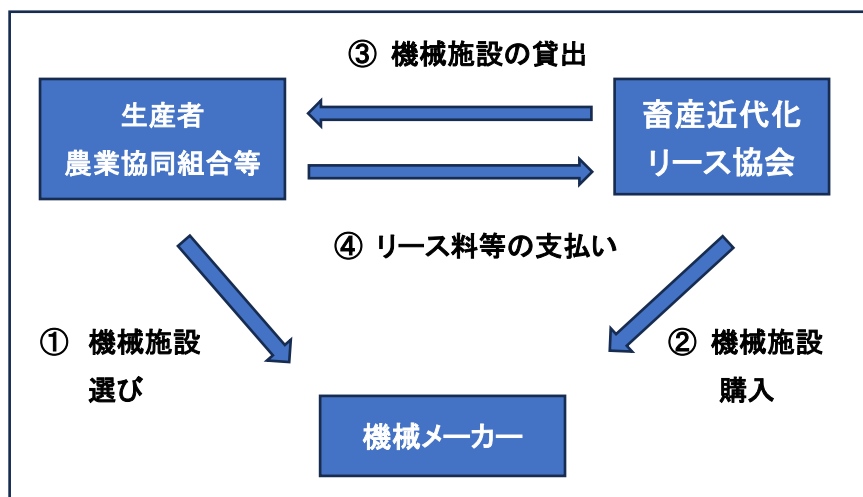 ③ 機械施設の貸出
生産者
農業協同組合等
畜産近代化
リース協会
④ リース料等の支払い
① 機械施設
選び
② 機械施設
購入
機械メーカー